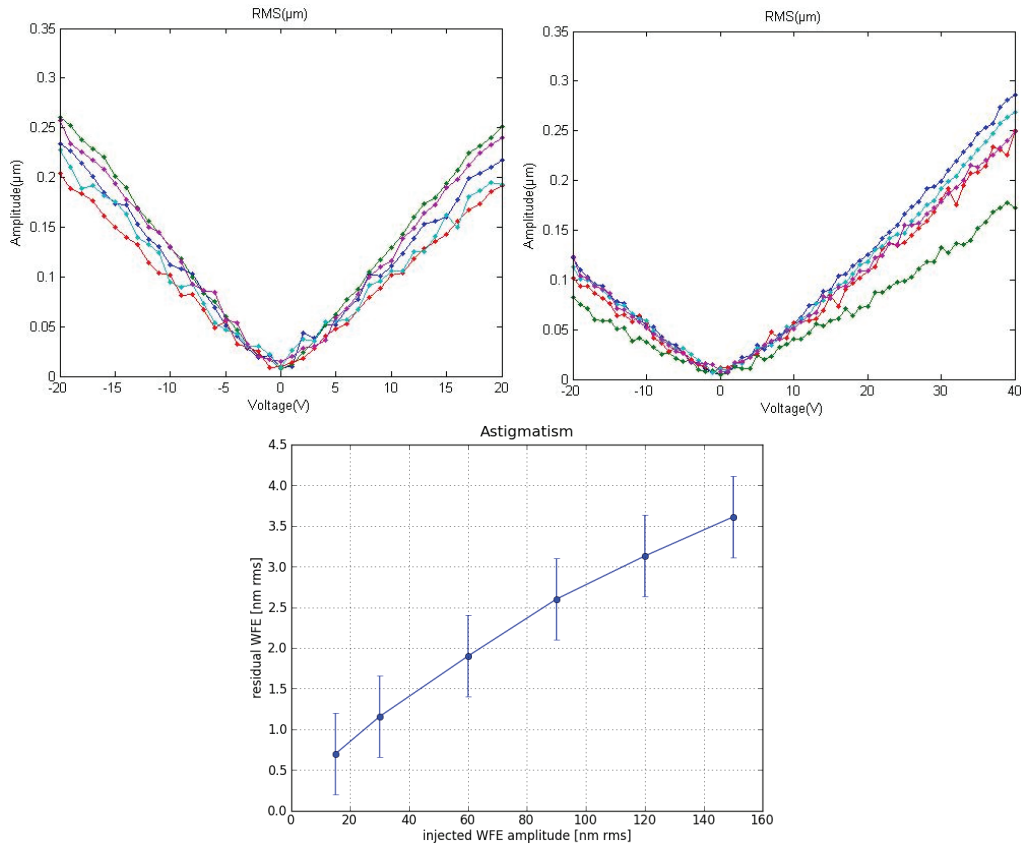 RMS(µm)
Amplitude(µm)
0.35
0.3
0.25
0.2
0.15
0.1
0.05
0
-20 -15 -10 -5 0 5 10 15 20
Voltage(V)
RMS(µm)
Amplitude(µm)
0.35
0.3
0.25
0.2
0.15
0.1
0.05
0
-20 -10 0 10 20 30 40
Voltage(V)
Astigmatism
residual WFE [nm rms]
4.5
4.0
3.5
3.0
2.5
2.0
1.5
1.0
0.5
0.0
0 20 40 60 80 100 120 140 160
injected WFE amplitude [nm rms]